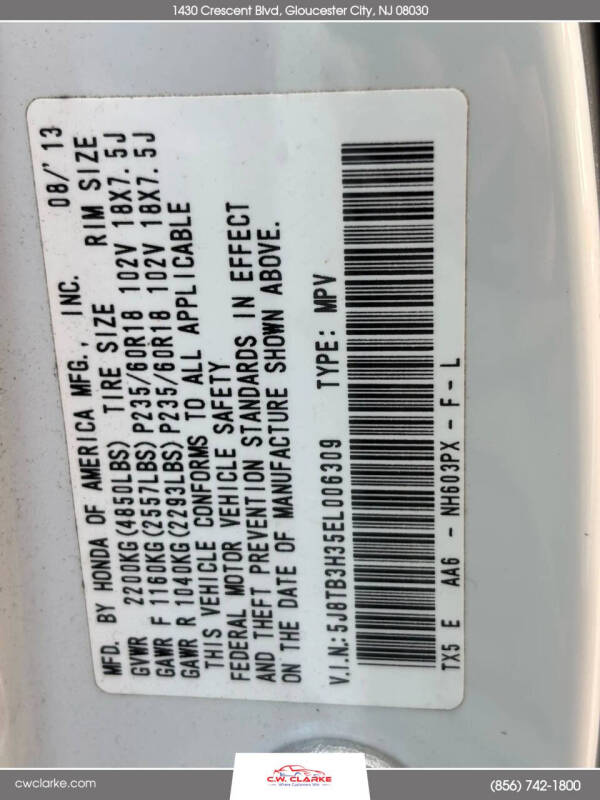 1430 Crescent Blvd, Gloucester City, NJ 08030
MFD. BY HONDA OF AMERICA MFG., INC. 08/'13
GVWR 2200KG(4850LBS) TIRE SIZE RIM SIZE
GAWR F 1160KG(2557LBS) P235/60R18 102V 18X7.5J
GAWR R 1040KG(2293LBS) P235/60R18 102V 18X7.5J
THIS VEHICLE CONFORMS TO ALL APPLICABLE
FEDERAL MOTOR VEHICLE SAFETY
AND THEFT PREVENTION STANDARDS IN EFFECT
ON THE DATE OF MANUFACTURE SHOWN ABOVE.
V.I.N.:5J8TB3H35EL006309 TYPE: MPV
TX5 E AA6 - NH603PX - F - L
cwclarke.com
C.W. CLARKE
Where Customers Win
(856) 742-1800